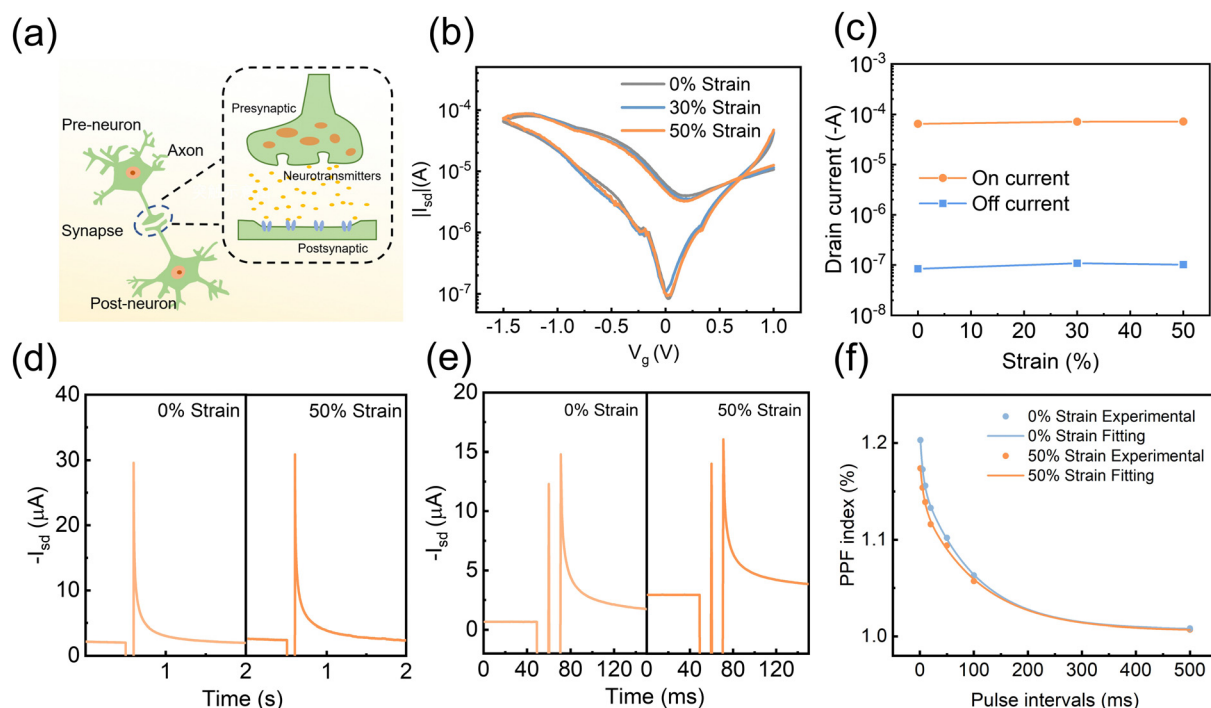 (a)
Pre-neuron
Axon
Synapse
Post-neuron
Presynaptic
Neurotransmitters
Postsynaptic
(b)
0% Strain
30% Strain
50% Strain
|I_sd|(A)
10⁻⁴
10⁻⁵
10⁻⁶
10⁻⁷
-1.5 -1.0 -0.5 0 0.5 1.0
V_g (V)
(c)
Drain current (-A)
10⁻³
10⁻⁴
10⁻⁵
10⁻⁶
10⁻⁷
10⁻⁸
On current
Off current
0 10 20 30 40 50
Strain (%)
(d)
0% Strain
50% Strain
-I_sd (μA)
40
30
20
10
0
1 2 1 2
Time (s)
(e)
0% Strain
50% Strain
-I_sd (μA)
20
15
10
5
0
0 40 80 120 0 40 80 120
Time (ms)
(f)
0% Strain Experimental
0% Strain Fitting
50% Strain Experimental
50% Strain Fitting
PPF index (%)
1.2
1.1
1.0
0 100 200 300 400 500
Pulse intervals (ms)